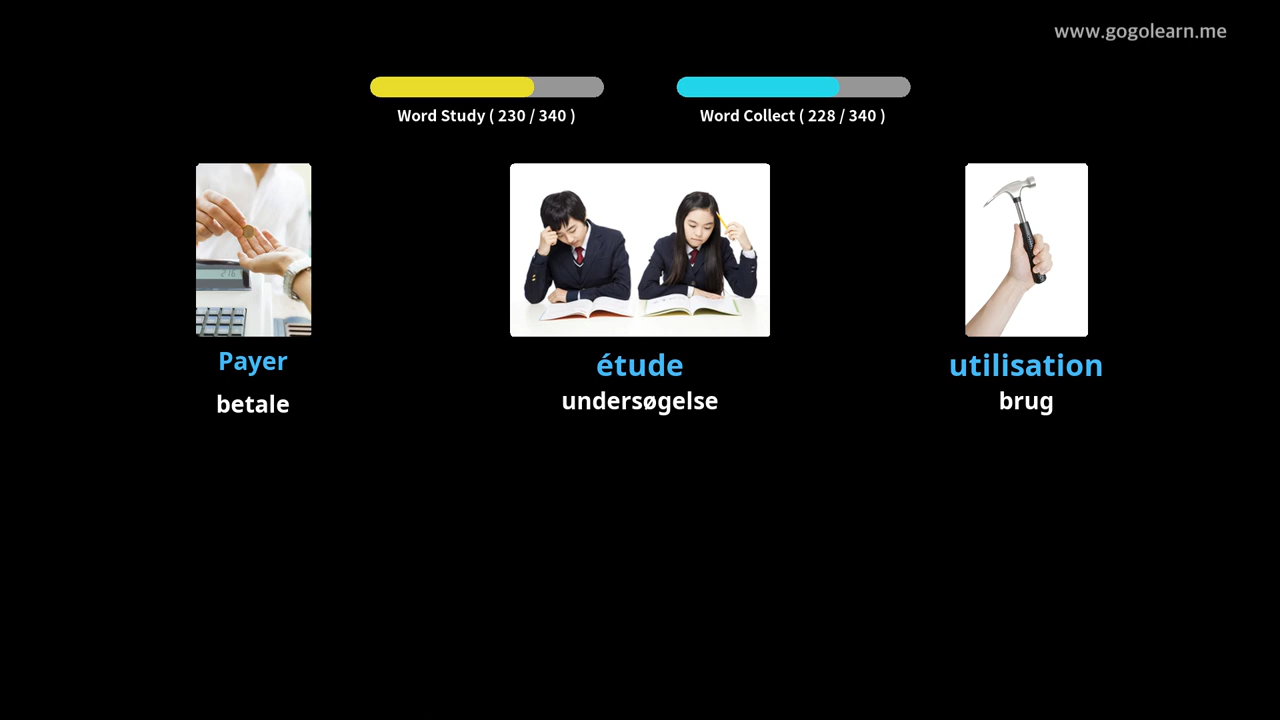 www.gogolearn.me
Word Study ( 230 / 340 )
Word Collect ( 228 / 340 )
Payer
betale
étude
undersøgelse
utilisation
brug